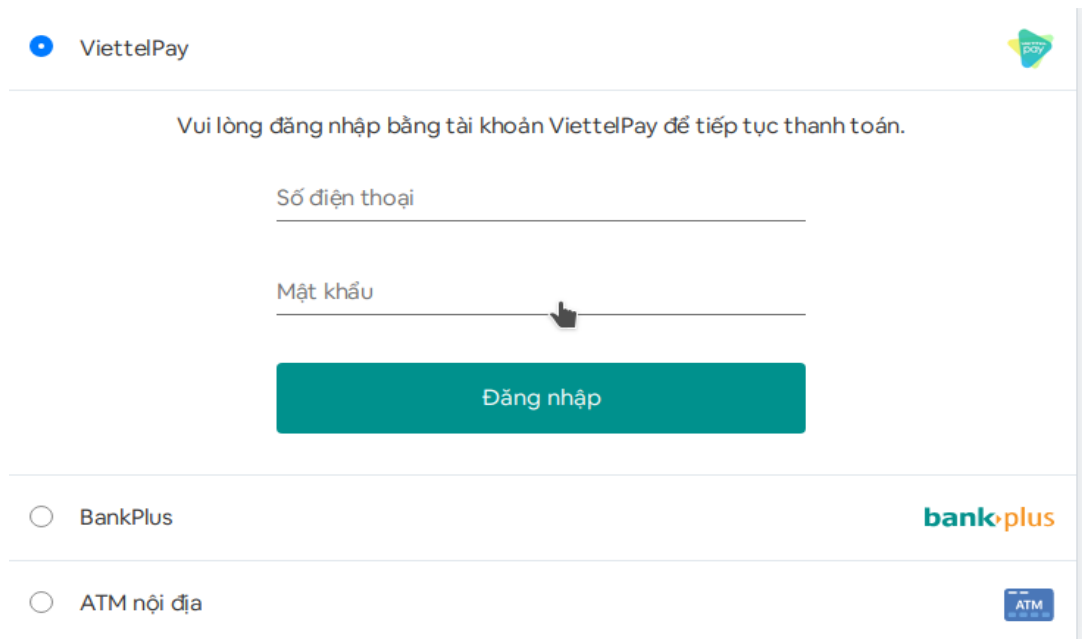 ViettelPay
pay
Vui lòng đăng nhập bằng tài khoản ViettelPay để tiếp tục thanh toán.
Số điện thoại
Mật khẩu
Đăng nhập
BankPlus
bank plus
ATM nội địa
ATM